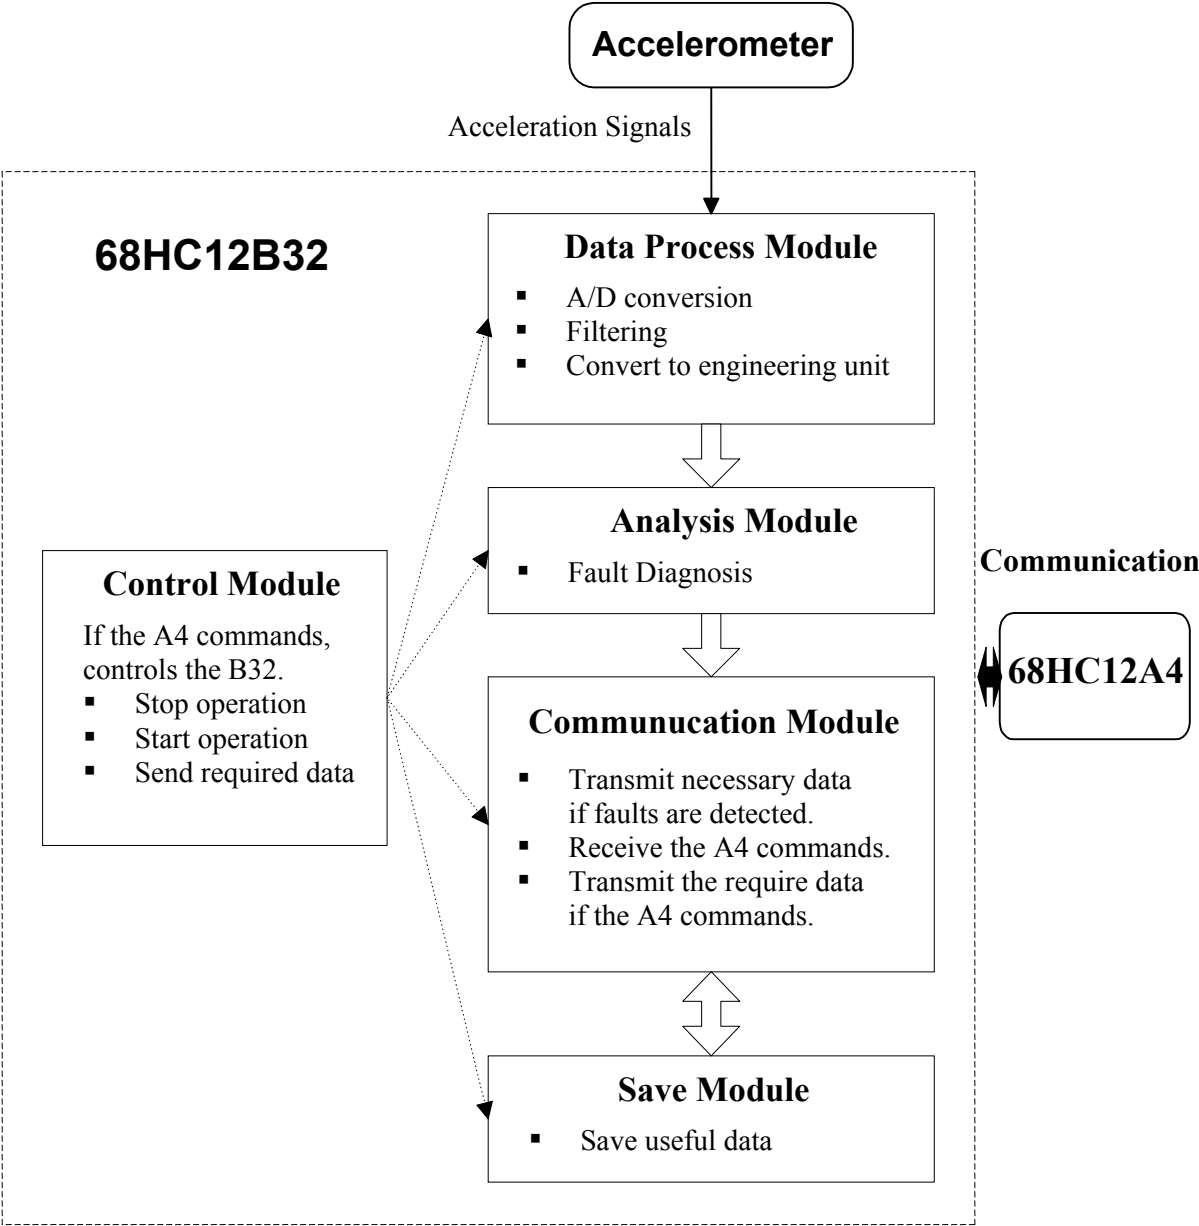 Accelerometer
Acceleration Signals
68HC12B32
Data Process Module
▪ A/D conversion
▪ Filtering
▪ Convert to engineering unit
Analysis Module
▪ Fault Diagnosis
Control Module
If the A4 commands,
controls the B32.
▪ Stop operation
▪ Start operation
▪ Send required data
Communucation Module
▪ Transmit necessary data
if faults are detected.
▪ Receive the A4 commands.
▪ Transmit the require data
if the A4 commands.
Save Module
▪ Save useful data
Communication
68HC12A4